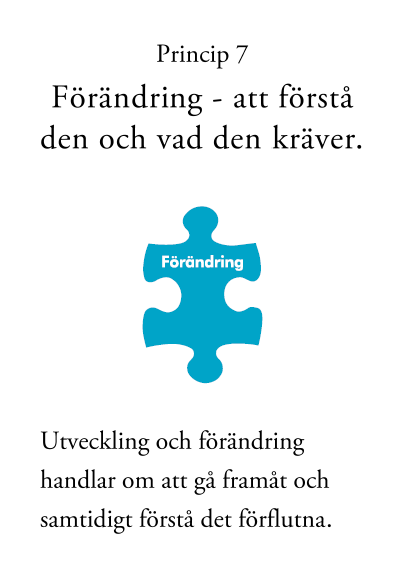 Princip 7
Förändring - att förstå
den och vad den kräver.
Förändring
Utveckling och förändring
handlar om att gå framåt och
samtidigt förstå det förflutna.